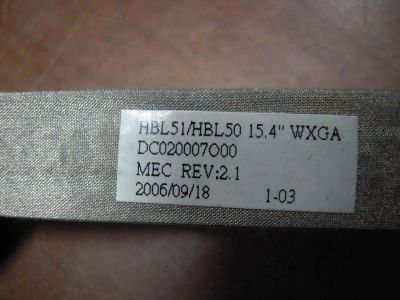 HBL51/HBL50 15.4" WXGA
DC020007O00
MEC REV:2.1
2006/09/18 1-03